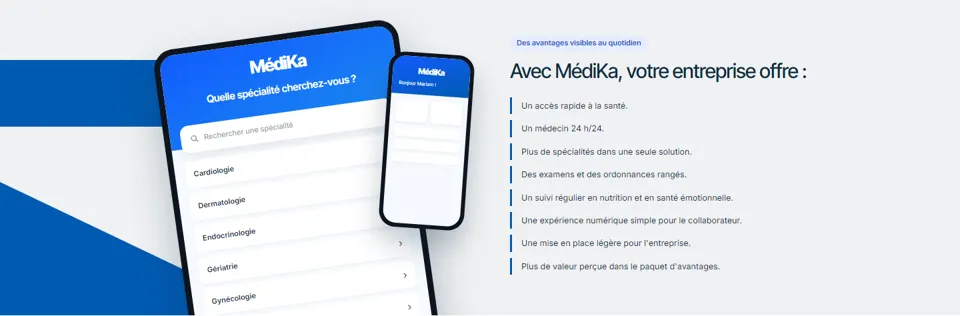 MédiKa
Quelle spécialité cherchez-vous ?
Rechercher une spécialité
Cardiologie
Dermatologie
Endocrinologie
Gériatrie
Gynécologie
MédiKa
Bonjour Mariam !
Des avantages visibles au quotidien
Avec MédiKa, votre entreprise offre :
Un accès rapide à la santé.
Un médecin 24 h/24.
Plus de spécialités dans une seule solution.
Des examens et des ordonnances rangés.
Un suivi régulier en nutrition et en santé émotionnelle.
Une expérience numérique simple pour le collaborateur.
Une mise en place légère pour l'entreprise.
Plus de valeur perçue dans le paquet d'avantages.